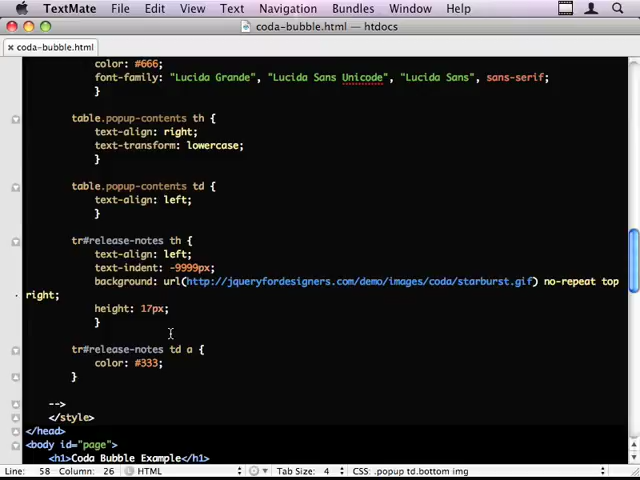 TextMate File Edit View Text Navigation Bundles Window Help
coda-bubble.html — htdocs
× coda-bubble.html
color: #666;
font-family: "Lucida Grande", "Lucida Sans Unicode", "Lucida Sans", sans-serif;
}
table.popup-contents th {
text-align: right;
text-transform: lowercase;
}
table.popup-contents td {
text-align: left;
}
tr#release-notes th {
text-align: left;
text-indent: -9999px;
background: url(http://jqueryfordesigners.com/demo/images/coda/starburst.gif) no-repeat top
right;
height: 17px;
}
tr#release-notes td a {
color: #333;
}
-->
</style>
</head>
<body id="page">
<h1>Coda Bubble Example</h1>
Line: 58 Column: 26 HTML Tab Size: 4 CSS: .popup td.bottom img